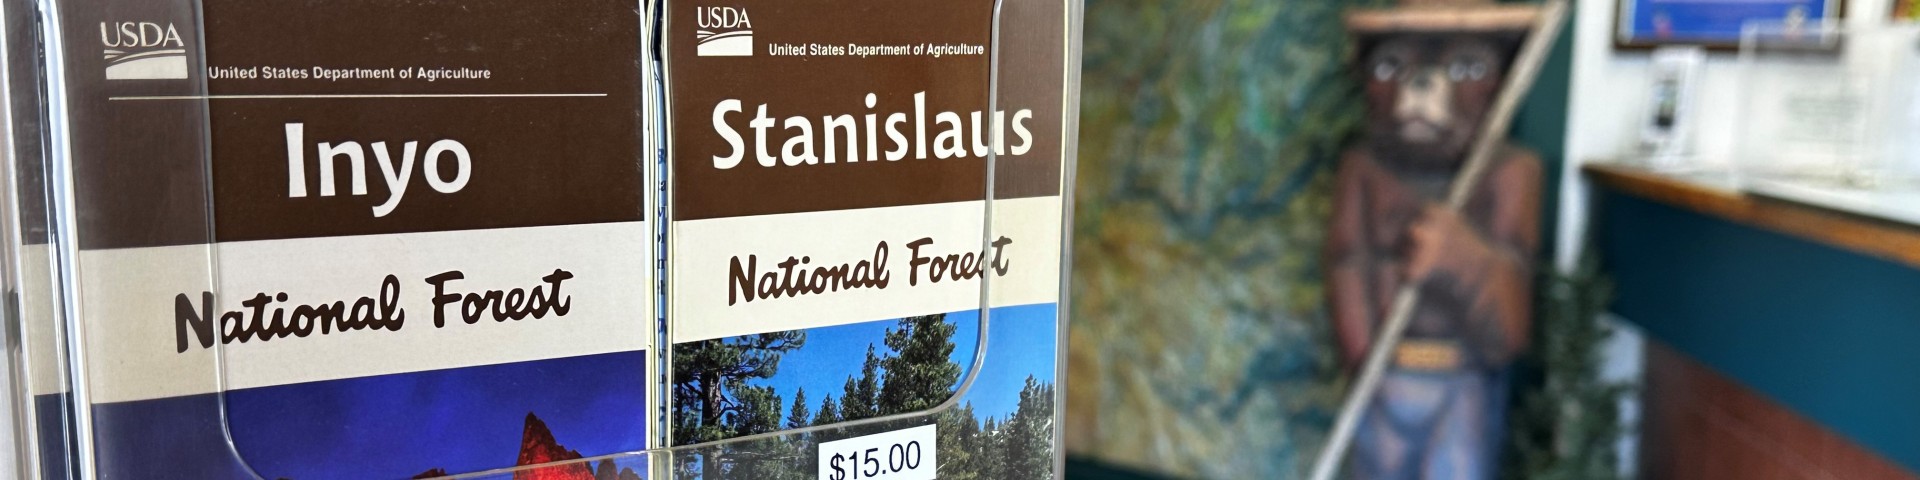 USDA
United States Department of Agriculture
Inyo
National Forest
USDA
United States Department of Agriculture
Stanislaus
National Forest
$15.00